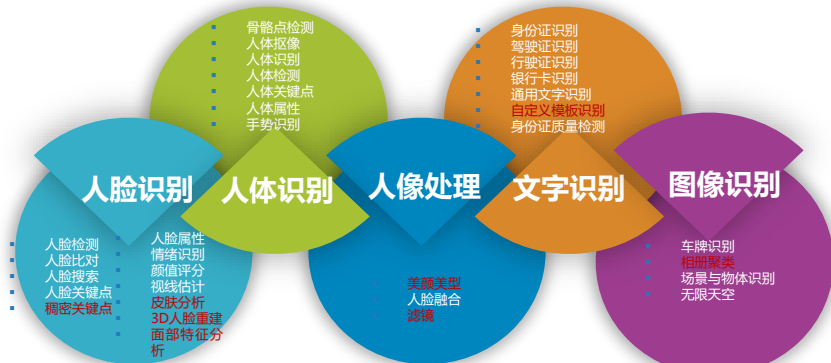 人脸识别
人脸检测
人脸比对
人脸搜索
人脸关键点
稠密关键点
人脸属性
情绪识别
颜值评分
视线估计
皮肤分析
3D人脸重建
面部特征分
析
骨骼点检测
人体抠像
人体识别
人体检测
人体关键点
人体属性
手势识别
人体识别
人像处理
美颜美型
人脸融合
滤镜
身份证识别
驾驶证识别
行驶证识别
银行卡识别
通用文字识别
自定义模板识别
身份证质量检测
文字识别
图像识别
车牌识别
相册聚类
场景与物体识别
无限天空